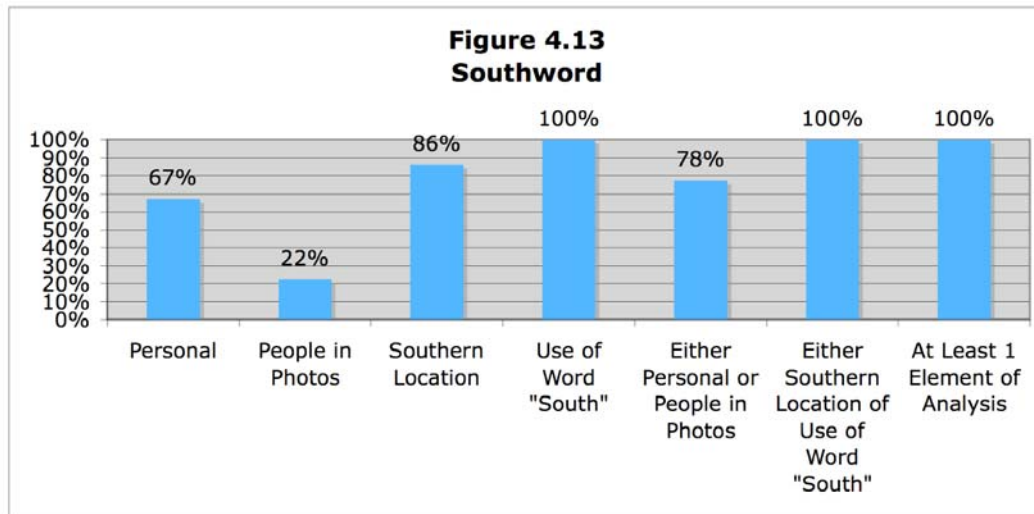 Figure 4.13
Southword
100%
90%
80%
70%
60%
50%
40%
30%
20%
10%
0%
67%
22%
86%
100%
78%
100%
100%
Personal
People in
Photos
Southern
Location
Use of
Word
"South"
Either
Personal or
People in
Photos
Either
Southern
Location of
Use of
Word
"South"
At Least 1
Element of
Analysis